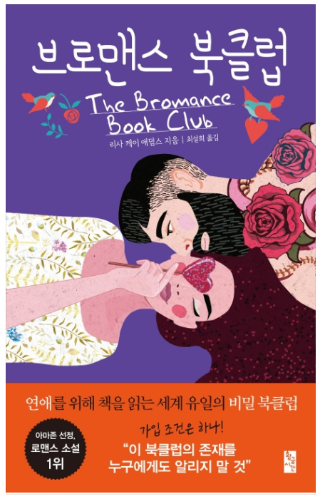 브로맨스 북클럽
The Bromance
Book Club
리사 케이 애덤스 지음 | 최설희 옮김
연애를 위해 책을 읽는 세계 유일의 비밀 북클럽
아마존 선정,
로맨스 소설
1위
가입 조건은 하나!
“이 북클럽의 존재를
누구에게도 알리지 말 것”